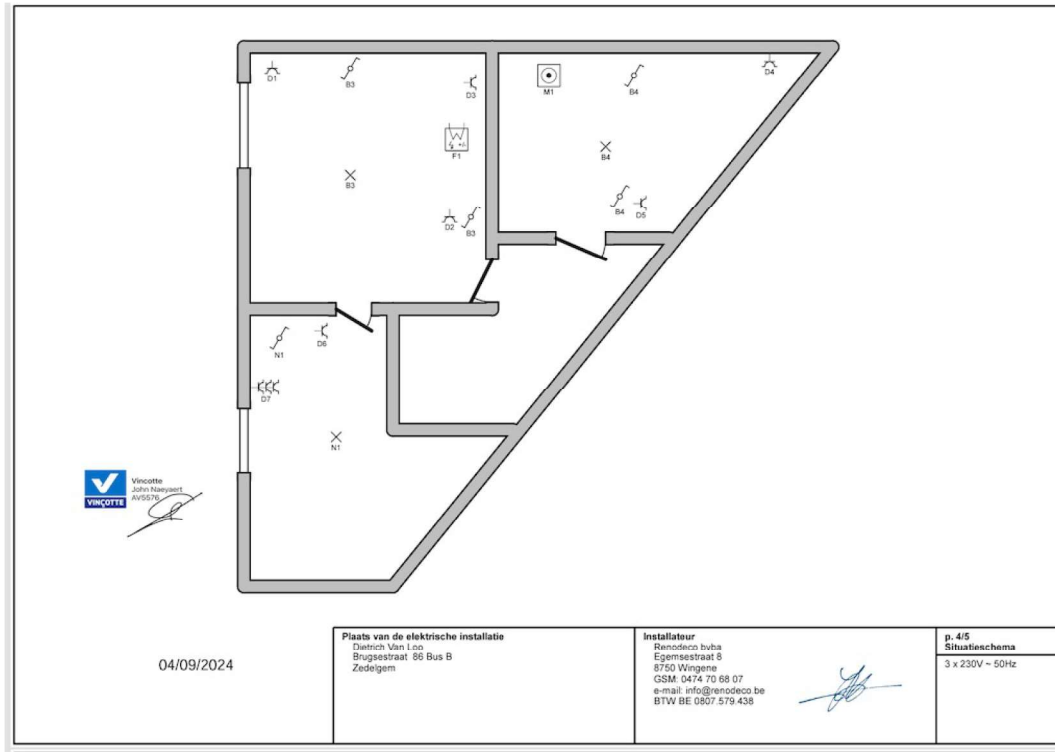 D1
B3
D3
M1
B4
D4
F1
B3
B4
D2
B3
B4
D5
N1
D6
D7
N1
VINÇOTTE
Vincotte
John Naeyaert
AV5576
04/09/2024
Plaats van de elektrische installatie
Dietrich Van Loo
Brugsestraat 86 Bus B
Zedelgem
Installateur
Renodeco bvba
Egemsestraat 8
8750 Wingene
GSM: 0474 70 68 07
e-mail: info@renodeco.be
BTW BE 0807.579.438
p. 4/5
Situatieschema
3 x 230V ~ 50Hz